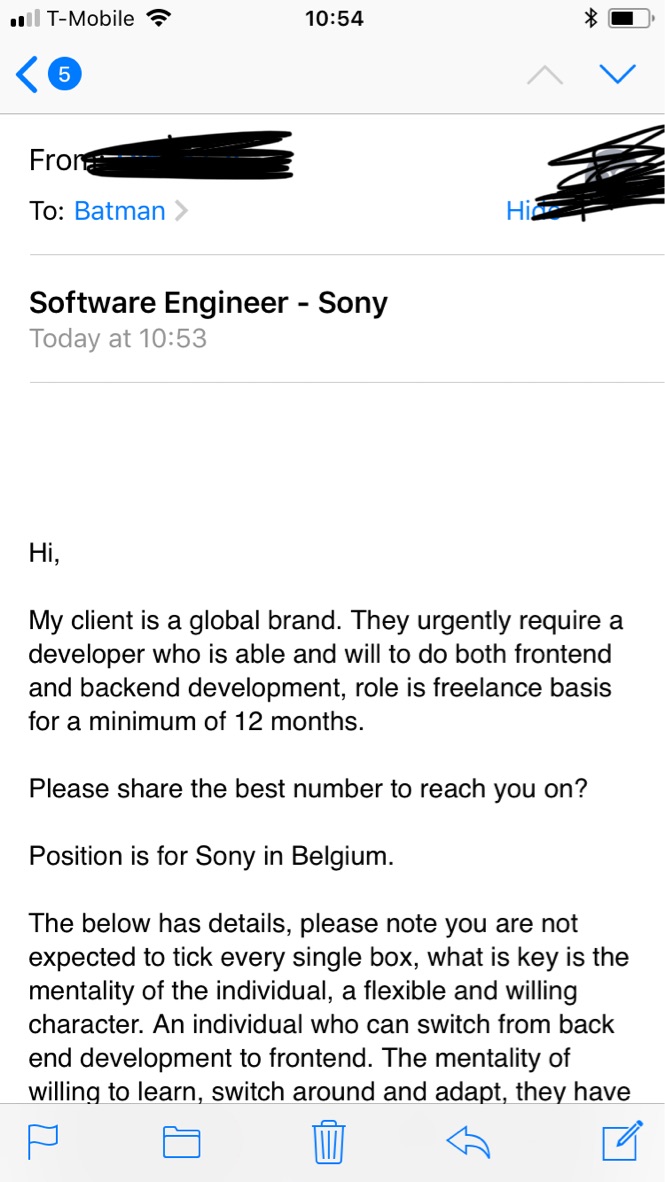 T-Mobile 10:54
5
From:
To: Batman
Hide
Software Engineer - Sony
Today at 10:53
Hi,
My client is a global brand. They urgently require a
developer who is able and will to do both frontend
and backend development, role is freelance basis
for a minimum of 12 months.
Please share the best number to reach you on?
Position is for Sony in Belgium.
The below has details, please note you are not
expected to tick every single box, what is key is the
mentality of the individual, a flexible and willing
character. An individual who can switch from back
end development to frontend. The mentality of
willing to learn, switch around and adapt, they have